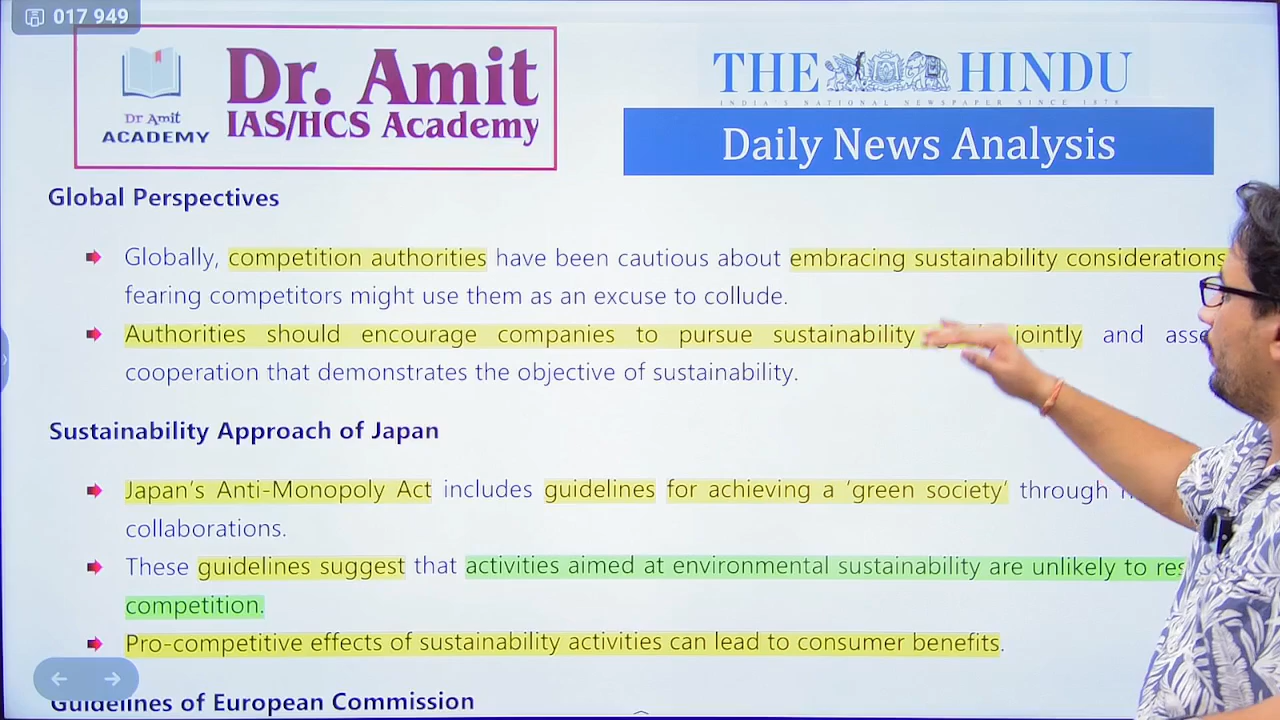 017 949
Dr Amit
ACADEMY
Dr. Amit
IAS/HCS Academy
THE HINDU
INDIA'S NATIONAL NEWSPAPER SINCE 1878
Daily News Analysis
Global Perspectives
Globally, competition authorities have been cautious about embracing sustainability considerations
fearing competitors might use them as an excuse to collude.
Authorities should encourage companies to pursue sustainability jointly and
cooperation that demonstrates the objective of sustainability.
Sustainability Approach of Japan
Japan's Anti-Monopoly Act includes guidelines for achieving a 'green society' through
collaborations.
These guidelines suggest that activities aimed at environmental sustainability are unlikely to
competition.
Pro-competitive effects of sustainability activities can lead to consumer benefits.
Guidelines of European Commission